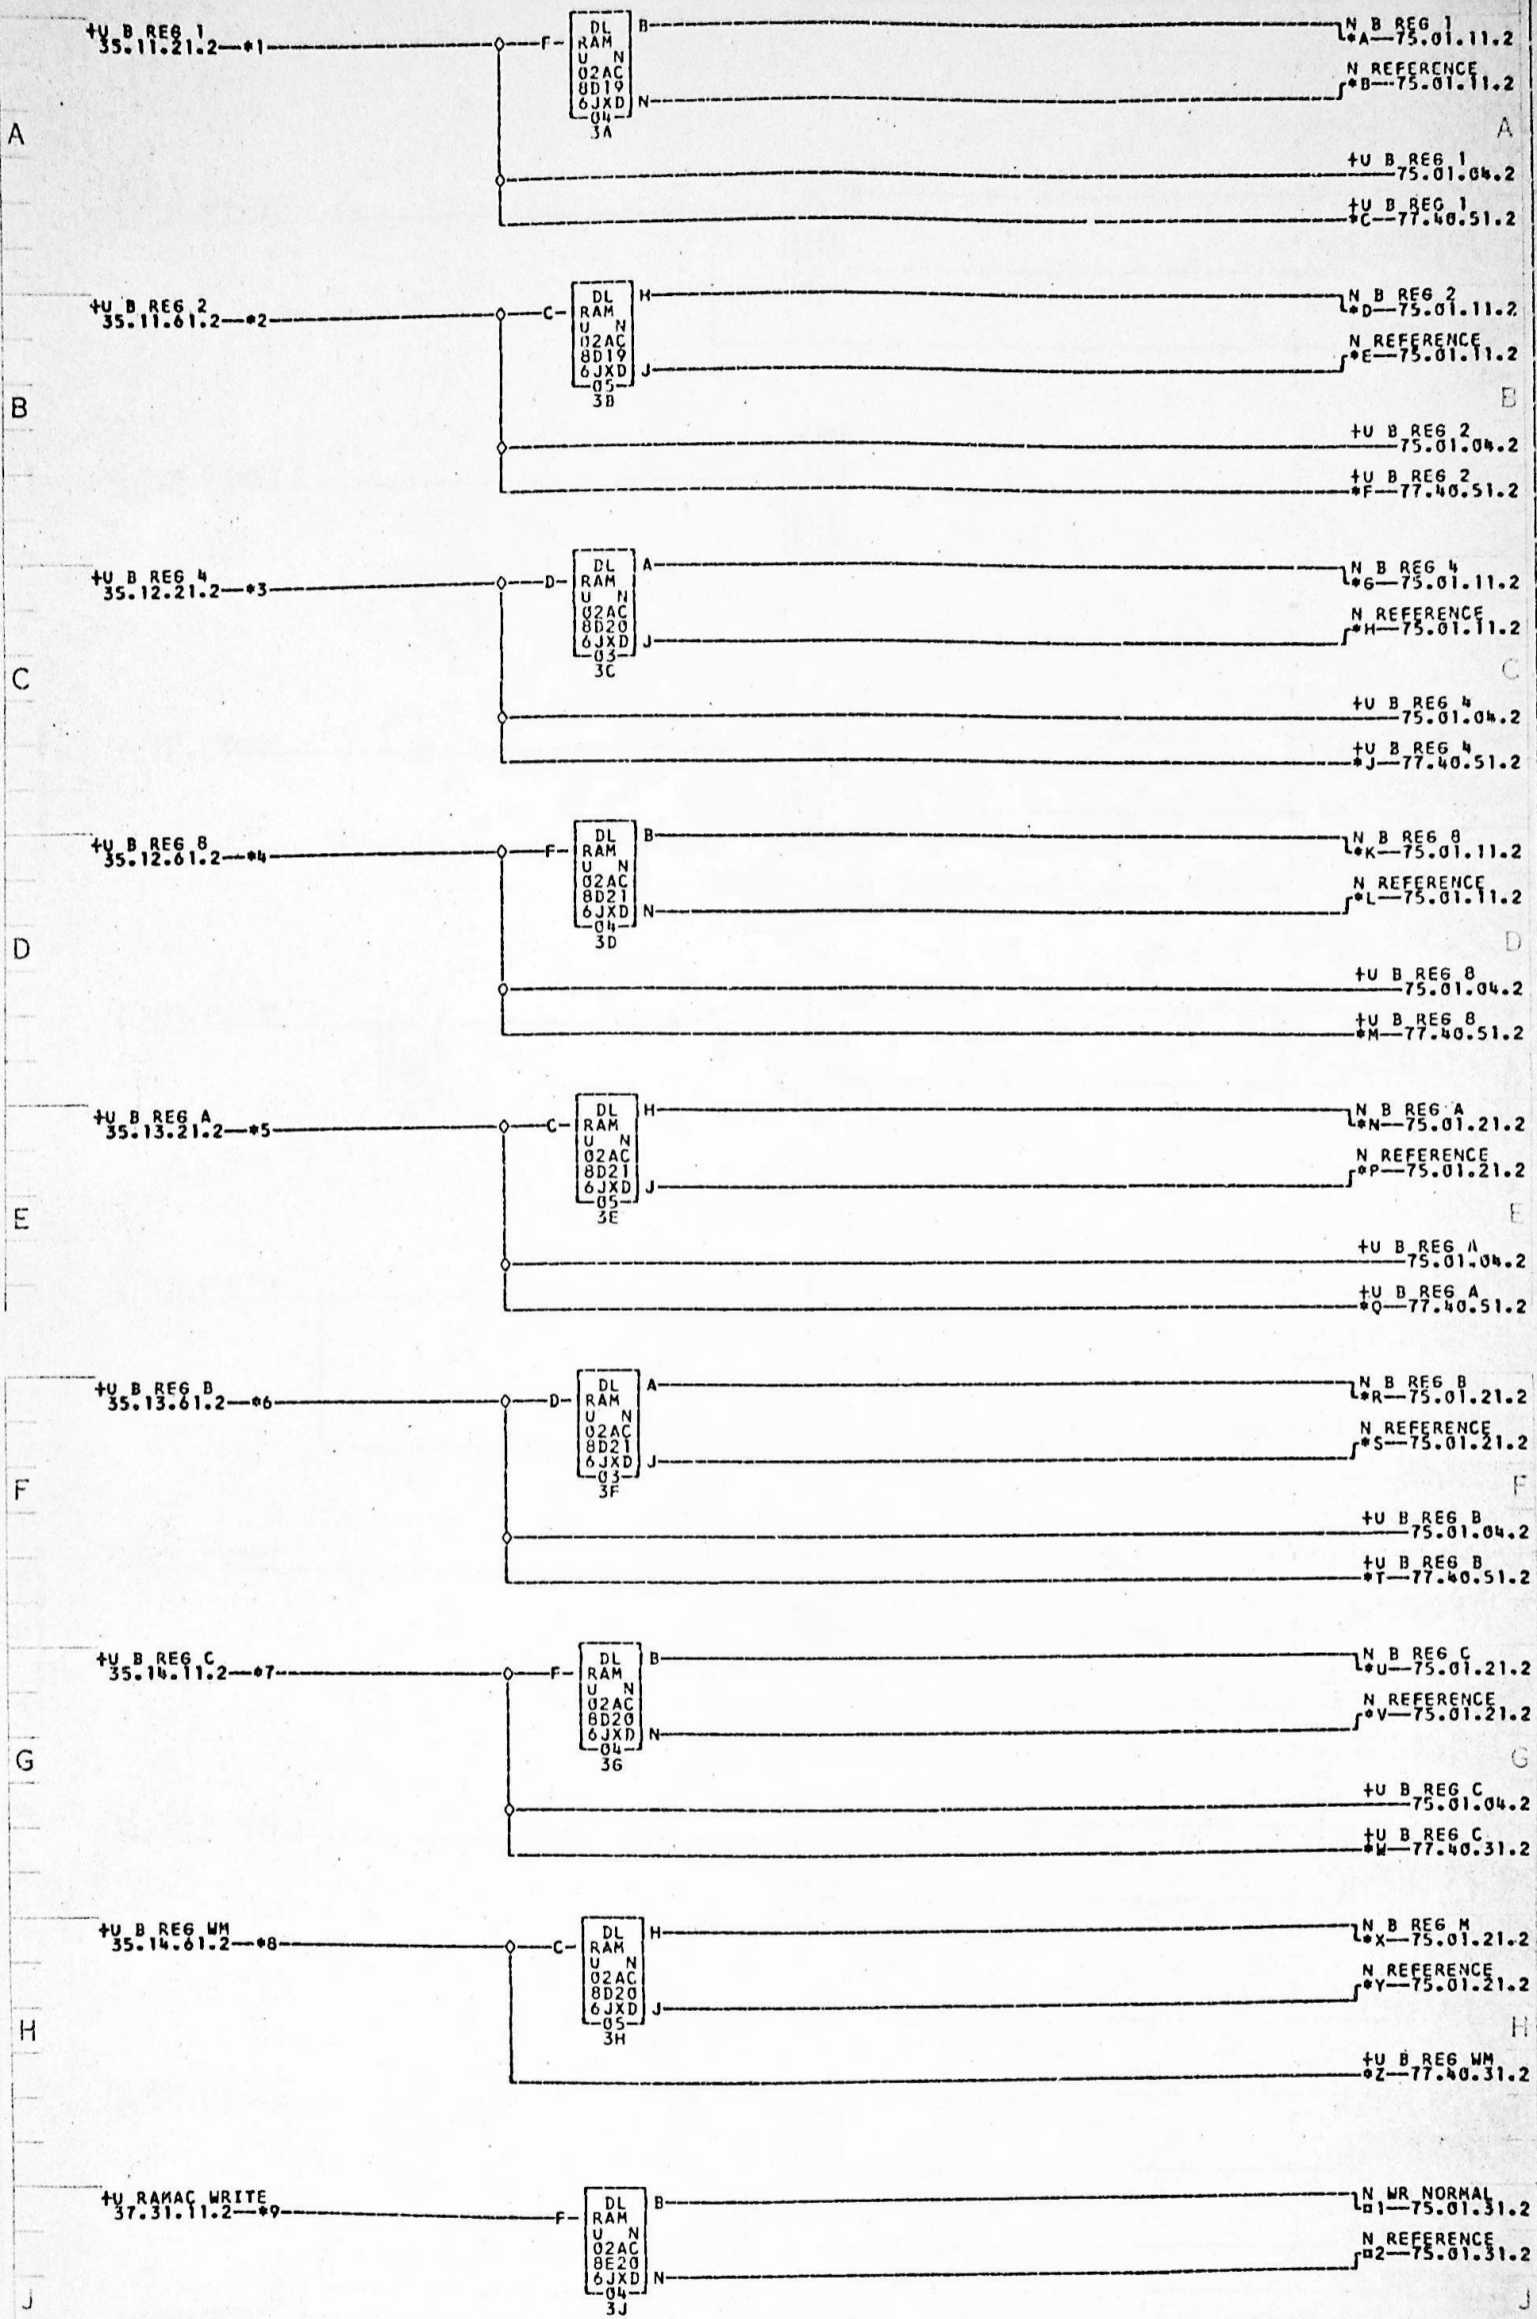 +U B REG 1
35.11.21.2—*1 F
DL
RAM
U N
02AC
8D19
6JXD
04
3A
B N B REG 1
*A—75.01.11.2
N REFERENCE
N *B—75.01.11.2
A A
+U B REG 1
75.01.04.2
+U B REG 1
*C—77.40.51.2
+U B REG 2
35.11.61.2—*2 C
DL
RAM
U N
02AC
8D19
6JXD
05
3B
H N B REG 2
*D—75.01.11.2
N REFERENCE
J *E—75.01.11.2
B B
+U B REG 2
75.01.04.2
+U B REG 2
*F—77.40.51.2
+U B REG 4
35.12.21.2—*3 D
DL
RAM
U N
02AC
8D20
6JXD
03
3C
A N B REG 4
*G—75.01.11.2
N REFERENCE
J *H—75.01.11.2
C C
+U B REG 4
75.01.04.2
+U B REG 4
*J—77.40.51.2
+U B REG 8
35.12.61.2—*4 F
DL
RAM
U N
02AC
8D21
6JXD
04
3D
B N B REG 8
*K—75.01.11.2
N REFERENCE
N *L—75.01.11.2
D D
+U B REG 8
75.01.04.2
+U B REG 8
*M—77.40.51.2
+U B REG A
35.13.21.2—*5 C
DL
RAM
U N
02AC
8D21
6JXD
05
3E
H N B REG A
*N—75.01.21.2
N REFERENCE
J *P—75.01.21.2
E E
+U B REG A
75.01.04.2
+U B REG A
*Q—77.40.51.2
+U B REG B
35.13.61.2—*6 D
DL
RAM
U N
02AC
8D21
6JXD
03
3F
A N B REG B
*R—75.01.21.2
N REFERENCE
J *S—75.01.21.2
F F
+U B REG B
75.01.04.2
+U B REG B
*T—77.40.51.2
+U B REG C
35.14.11.2—*7 F
DL
RAM
U N
02AC
8D20
6JXD
04
3G
B N B REG C
*U—75.01.21.2
N REFERENCE
N *V—75.01.21.2
G G
+U B REG C
75.01.04.2
+U B REG C
*W—77.40.31.2
+U B REG WM
35.14.61.2—*8 C
DL
RAM
U N
02AC
8D20
6JXD
05
3H
H N B REG M
*X—75.01.21.2
N REFERENCE
J *Y—75.01.21.2
H H
+U B REG WM
*Z—77.40.31.2
+U RAMAC WRITE
37.31.11.2—*9 F
DL
RAM
U N
02AC
8E20
6JXD
04
3J
B N WR NORMAL
¤1—75.01.31.2
N REFERENCE
N ¤2—75.01.31.2
J J